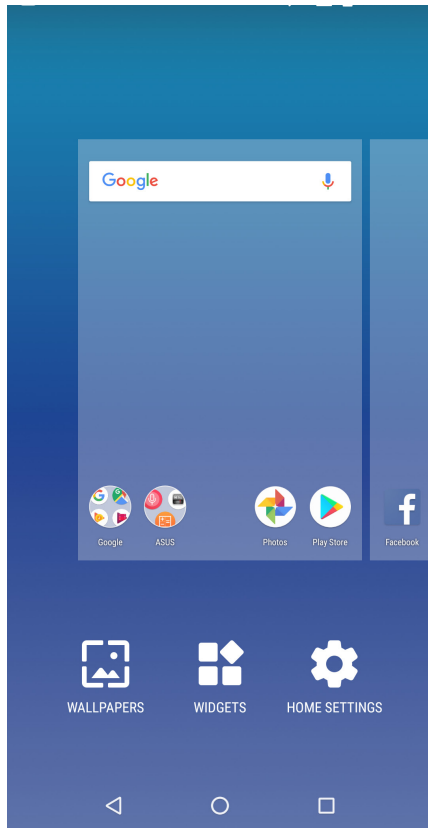 Google
Google
ASUS
Photos
Play Store
Facebook
WALLPAPERS
WIDGETS
HOME SETTINGS